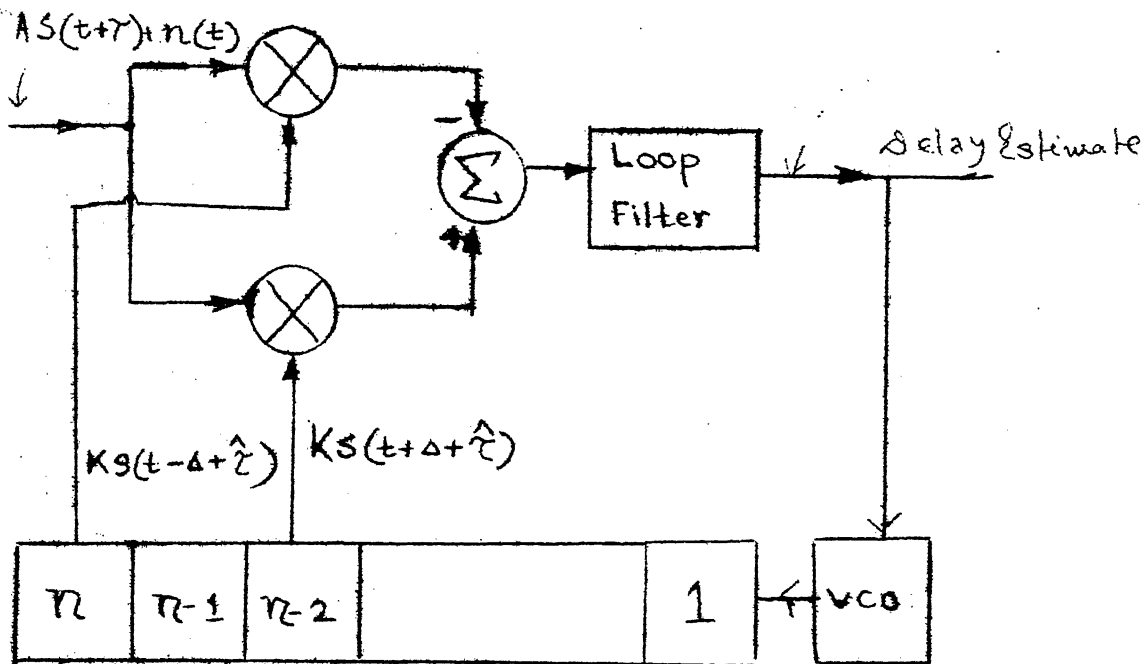 AS(t+τ)+n(t)
-
Σ
+
Loop
Filter
Delay Estimate
KS(t-Δ+τ̂)
KS(t+Δ+τ̂)
n
n-1
n-2
1
VCO